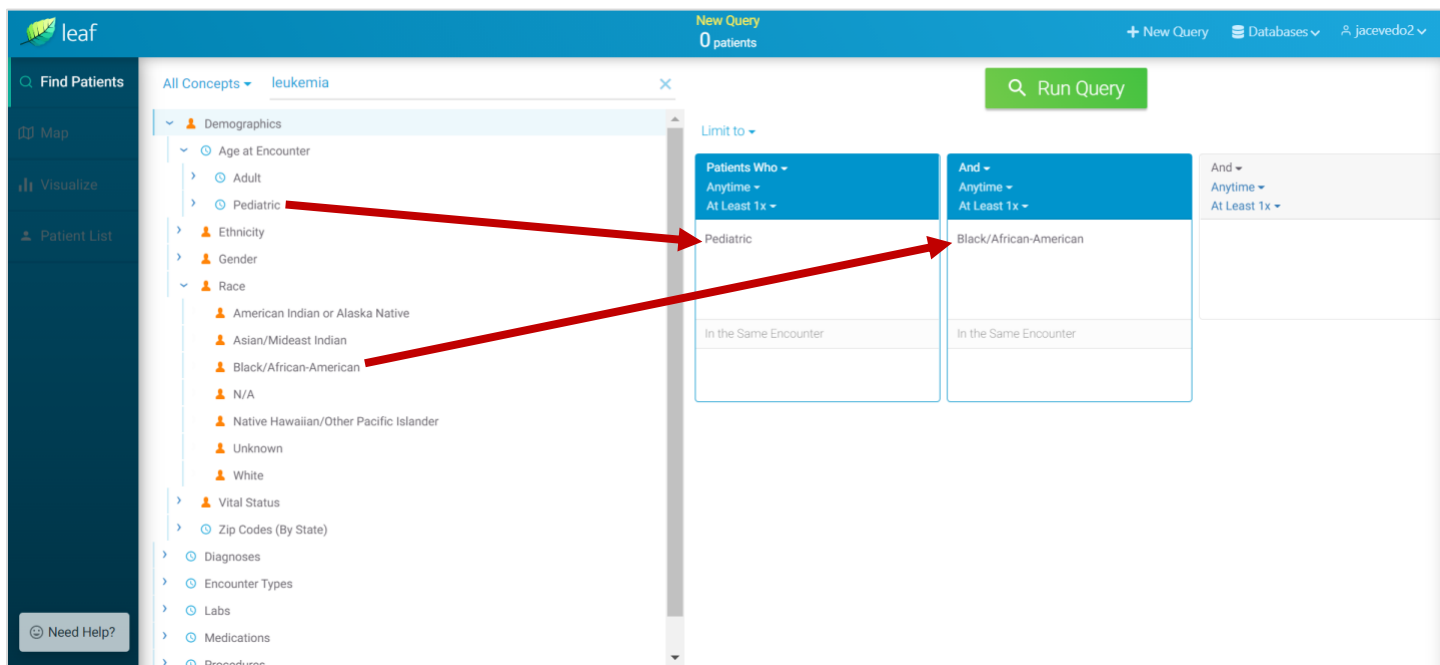 leaf
New Query
0 patients
+ New Query
Databases
jacevedo2
Find Patients
Map
Visualize
Patient List
Need Help?
All Concepts
leukemia
Demographics
Age at Encounter
Adult
Pediatric
Ethnicity
Gender
Race
American Indian or Alaska Native
Asian/Mideast Indian
Black/African-American
N/A
Native Hawaiian/Other Pacific Islander
Unknown
White
Vital Status
Zip Codes (By State)
Diagnoses
Encounter Types
Labs
Medications
Procedures
Run Query
Limit to
Patients Who
Anytime
At Least 1x
Pediatric
In the Same Encounter
And
Anytime
At Least 1x
Black/African-American
In the Same Encounter
And
Anytime
At Least 1x